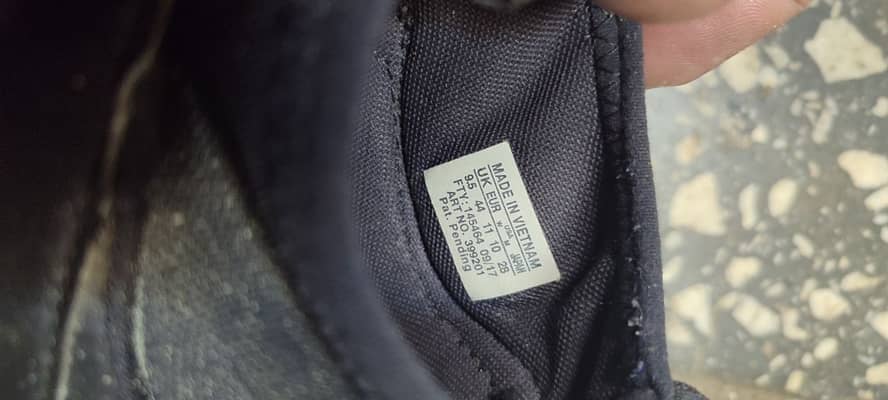 MADE IN VIETNAM
UK EUR W USA M JAPAN
9.5 44 11 10 28
FTY: 145464 09/17
ART NO. 399201
Pat. Pending